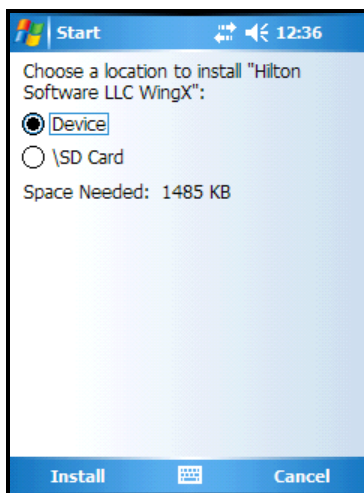 Start 12:36
Choose a location to install "Hilton
Software LLC WingX":
Device
\SD Card
Space Needed: 1485 KB
Install Cancel